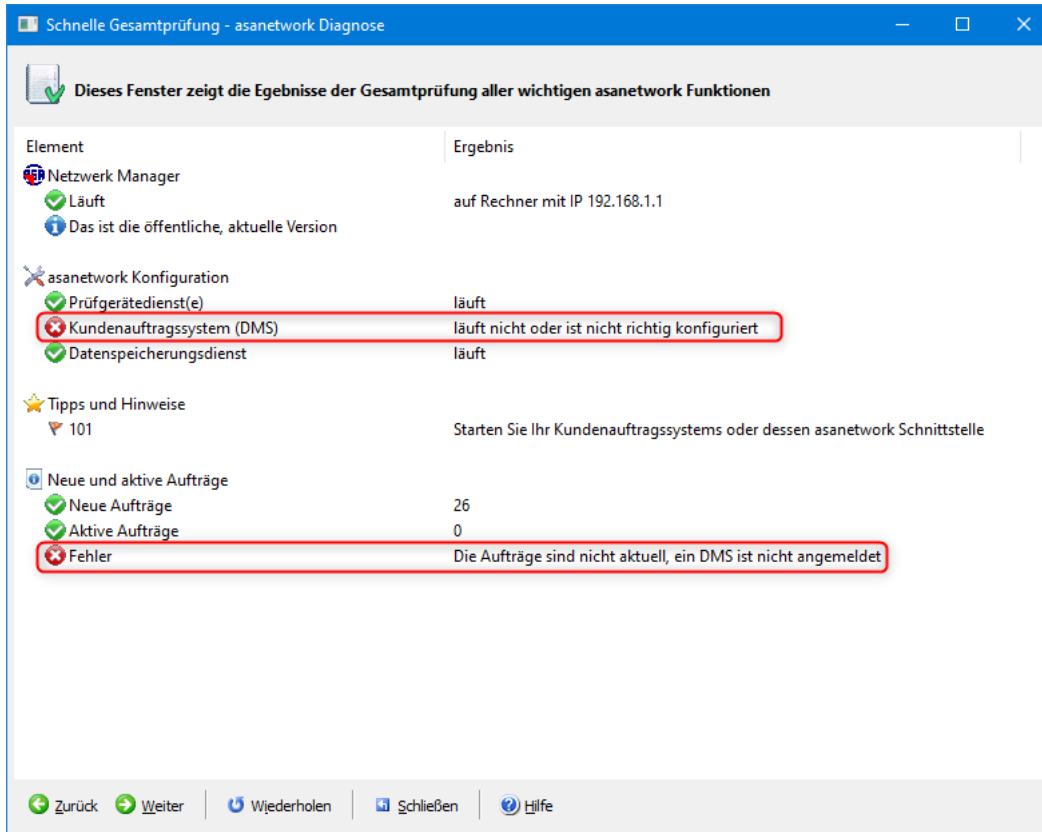 Schnelle Gesamtprüfung - asanetwork Diagnose
Dieses Fenster zeigt die Egebnisse der Gesamtprüfung aller wichtigen asanetwork Funktionen
Element Ergebnis
Netzwerk Manager
Läuft auf Rechner mit IP 192.168.1.1
Das ist die öffentliche, aktuelle Version
asanetwork Konfiguration
Prüfgerätedienst(e) läuft
Kundenauftragssystem (DMS) läuft nicht oder ist nicht richtig konfiguriert
Datenspeicherungsdienst läuft
Tipps und Hinweise
101 Starten Sie Ihr Kundenauftragssystems oder dessen asanetwork Schnittstelle
Neue und aktive Aufträge
Neue Aufträge 26
Aktive Aufträge 0
Fehler Die Aufträge sind nicht aktuell, ein DMS ist nicht angemeldet
Zurück Weiter Wiederholen Schließen Hilfe